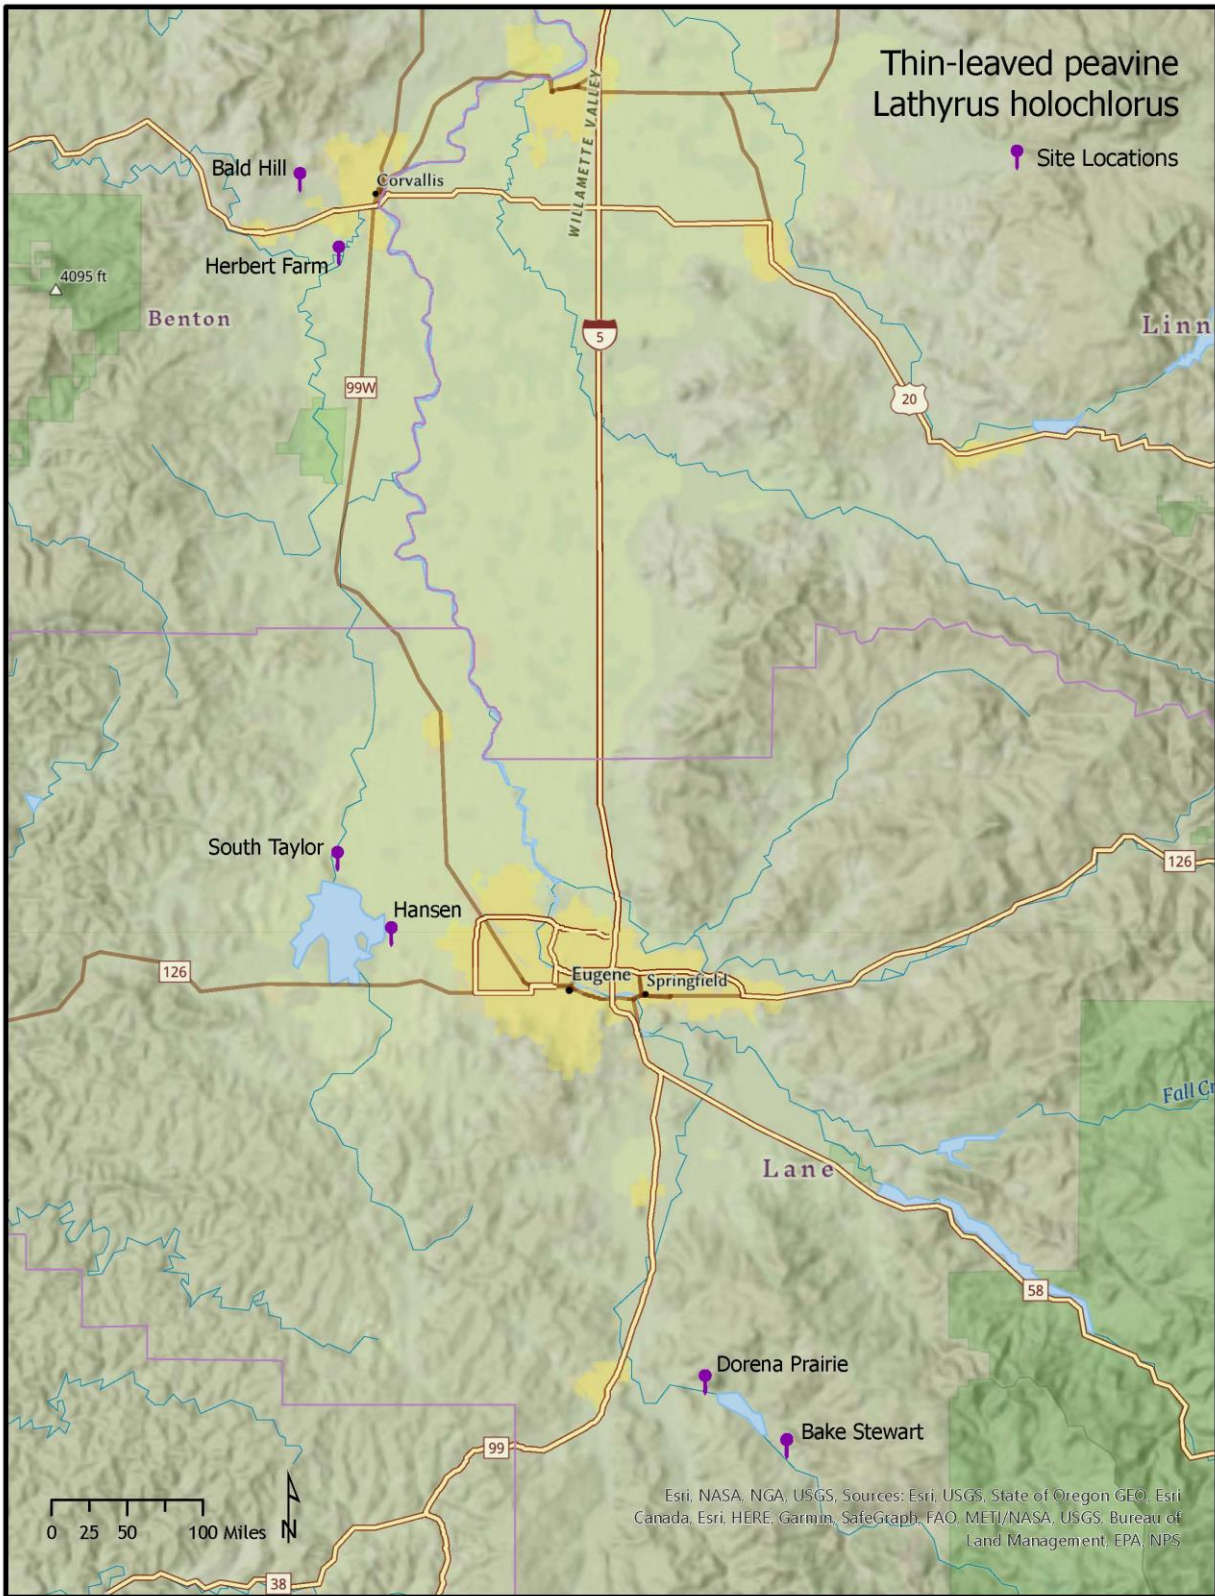 Thin-leaved peavine
Lathyrus holochlorus
Site Locations
WILLAMETTE VALLEY
Bald Hill
Corvallis
Herbert Farm
4095 ft
Benton
Linn
5
99W
20
South Taylor
126
Hansen
126
Eugene
Springfield
Fall Cr
Lane
58
Dorena Prairie
Bake Stewart
99
Esri, NASA, NGA, USGS, Sources: Esri, USGS, State of Oregon GEO, Esri
Canada, Esri, HERE, Garmin, SafeGraph, FAO, METI/NASA, USGS, Bureau of
Land Management, EPA, NPS
0 25 50 100 Miles
N
38